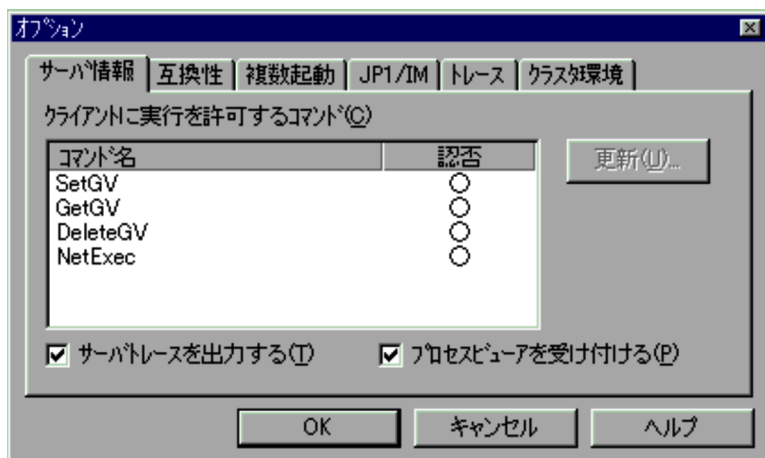 オプション
サーバ情報 互換性 複数起動 JP1/IM トレース クラスタ環境
クライアントに実行を許可するコマンド(C)
コマンド名 認否 更新(U)...
SetGV ○
GetGV ○
DeleteGV ○
NetExec ○
サーバトレースを出力する(T) プロセスビューアを受け付ける(P)
OK キャンセル ヘルプ